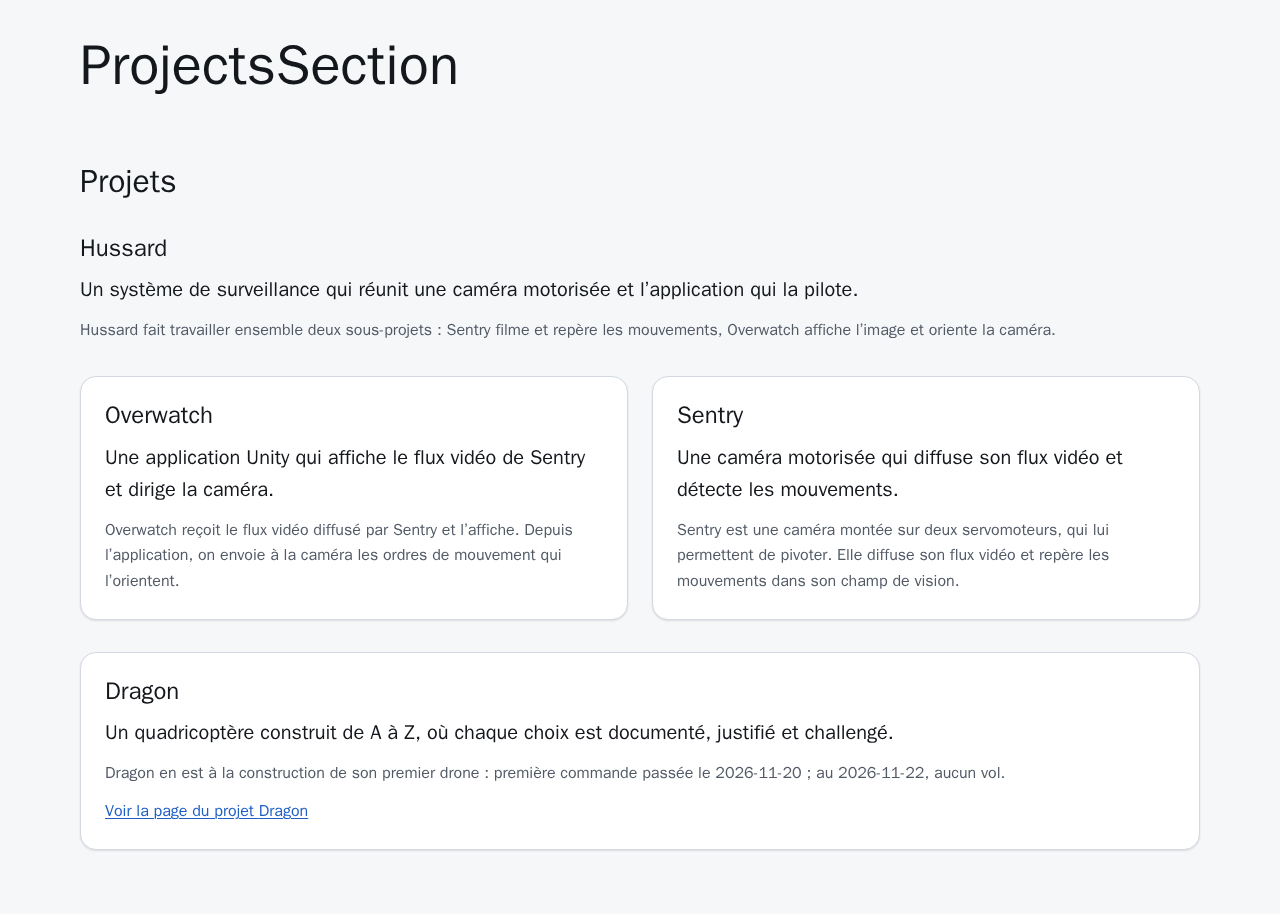 ProjectsSection
Projets
Hussard
Un système de surveillance qui réunit une caméra motorisée et l’application qui la pilote.
Hussard fait travailler ensemble deux sous-projets : Sentry filme et repère les mouvements, Overwatch affiche l’image et oriente la caméra.
Overwatch
Une application Unity qui affiche le flux vidéo de Sentry
et dirige la caméra.
Overwatch reçoit le flux vidéo diffusé par Sentry et l’affiche. Depuis
l’application, on envoie à la caméra les ordres de mouvement qui
l’orientent.
Sentry
Une caméra motorisée qui diffuse son flux vidéo et
détecte les mouvements.
Sentry est une caméra montée sur deux servomoteurs, qui lui
permettent de pivoter. Elle diffuse son flux vidéo et repère les
mouvements dans son champ de vision.
Dragon
Un quadricoptère construit de A à Z, où chaque choix est documenté, justifié et challengé.
Dragon en est à la construction de son premier drone : première commande passée le 2026-11-20 ; au 2026-11-22, aucun vol.
Voir la page du projet Dragon